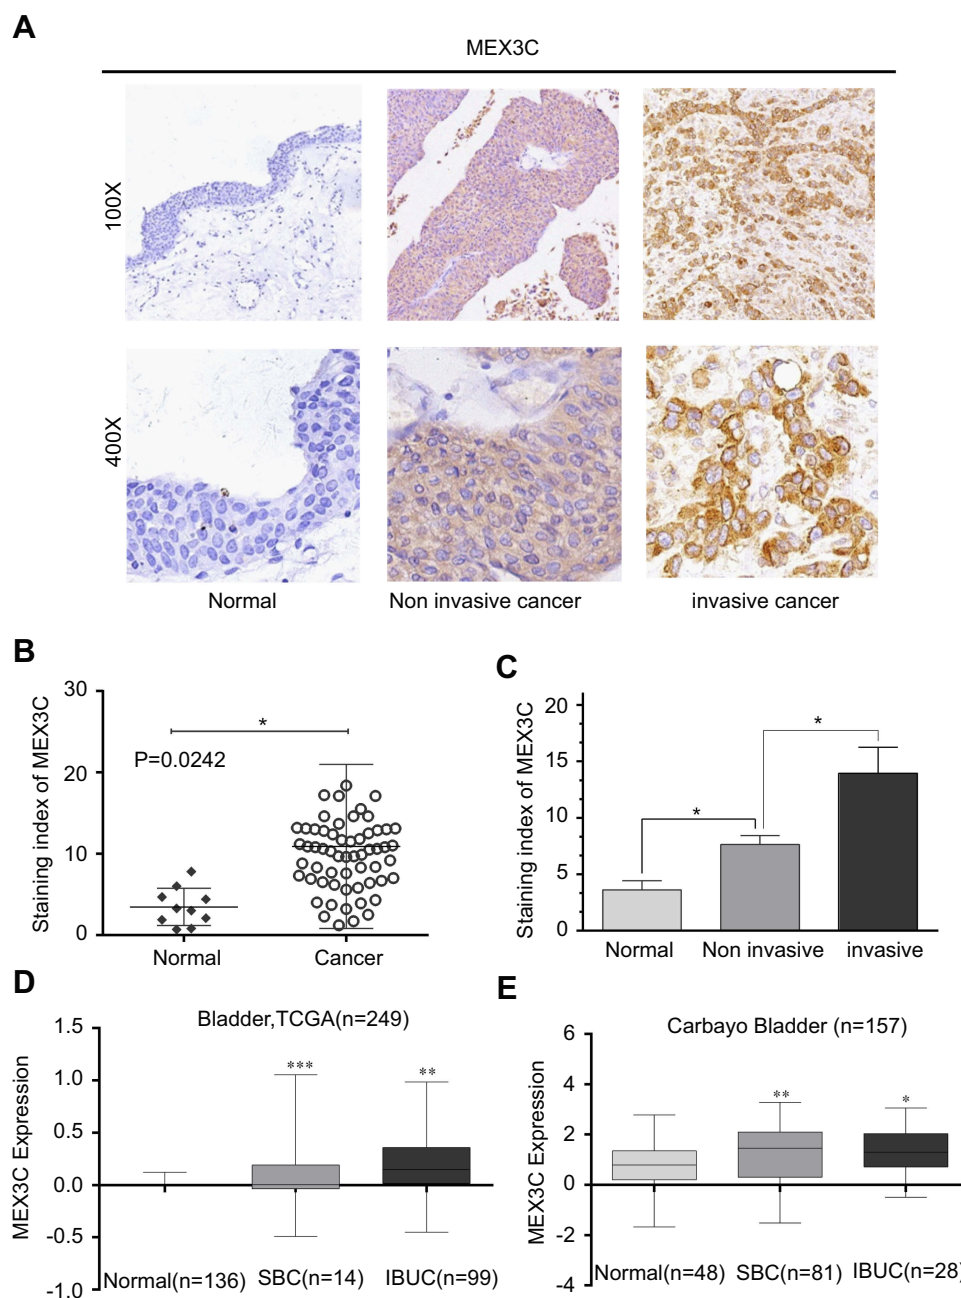 A
MEX3C
100X
400X
Normal
Non invasive cancer
invasive cancer
B
Staining index of MEX3C
30
20
10
0
*
P=0.0242
Normal
Cancer
C
Staining index of MEX3C
20
15
10
5
0
*
*
Normal
Non invasive
invasive
D
Bladder,TCGA(n=249)
MEX3C Expression
1.5
1.0
0.5
0.0
-0.5
-1.0
***
**
Normal(n=136)
SBC(n=14)
IBUC(n=99)
E
Carbayo Bladder (n=157)
MEX3C Expression
6
4
2
0
-2
-4
**
*
Normal(n=48)
SBC(n=81)
IBUC(n=28)